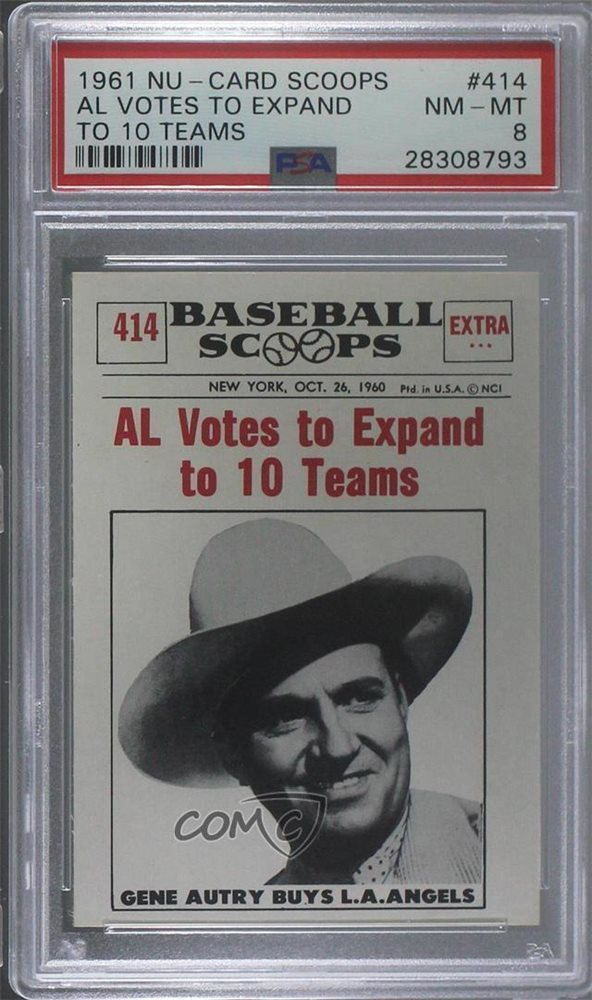 1961 NU-CARD SCOOPS #414
AL VOTES TO EXPAND NM-MT
TO 10 TEAMS 8
PSA 28308793
414 BASEBALL SCOOPS EXTRA
NEW YORK, OCT. 26, 1960 Ptd. in U.S.A. © NCI
AL Votes to Expand
to 10 Teams
COMC
GENE AUTRY BUYS L.A.ANGELS
PSA